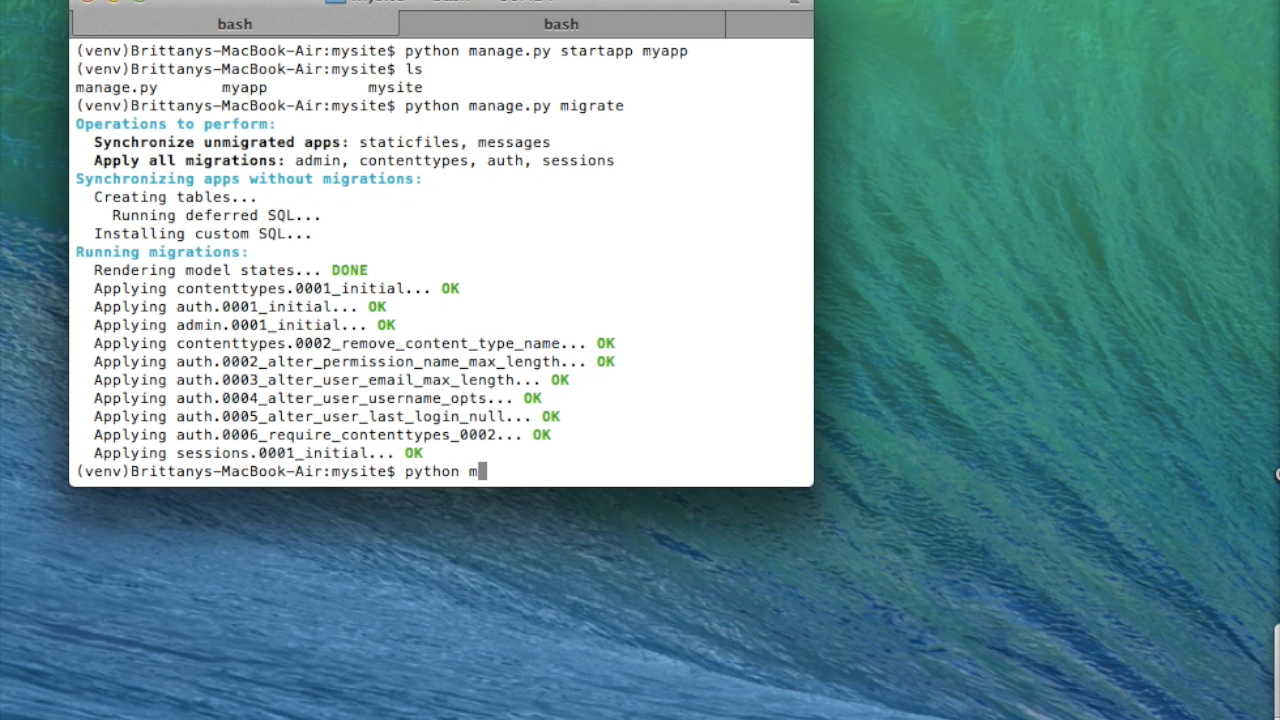 bash bash
(venv)Brittanys-MacBook-Air:mysite$ python manage.py startapp myapp
(venv)Brittanys-MacBook-Air:mysite$ ls
manage.py myapp mysite
(venv)Brittanys-MacBook-Air:mysite$ python manage.py migrate
Operations to perform:
Synchronize unmigrated apps: staticfiles, messages
Apply all migrations: admin, contenttypes, auth, sessions
Synchronizing apps without migrations:
Creating tables...
Running deferred SQL...
Installing custom SQL...
Running migrations:
Rendering model states... DONE
Applying contenttypes.0001_initial... OK
Applying auth.0001_initial... OK
Applying admin.0001_initial... OK
Applying contenttypes.0002_remove_content_type_name... OK
Applying auth.0002_alter_permission_name_max_length... OK
Applying auth.0003_alter_user_email_max_length... OK
Applying auth.0004_alter_user_username_opts... OK
Applying auth.0005_alter_user_last_login_null... OK
Applying auth.0006_require_contenttypes_0002... OK
Applying sessions.0001_initial... OK
(venv)Brittanys-MacBook-Air:mysite$ python m